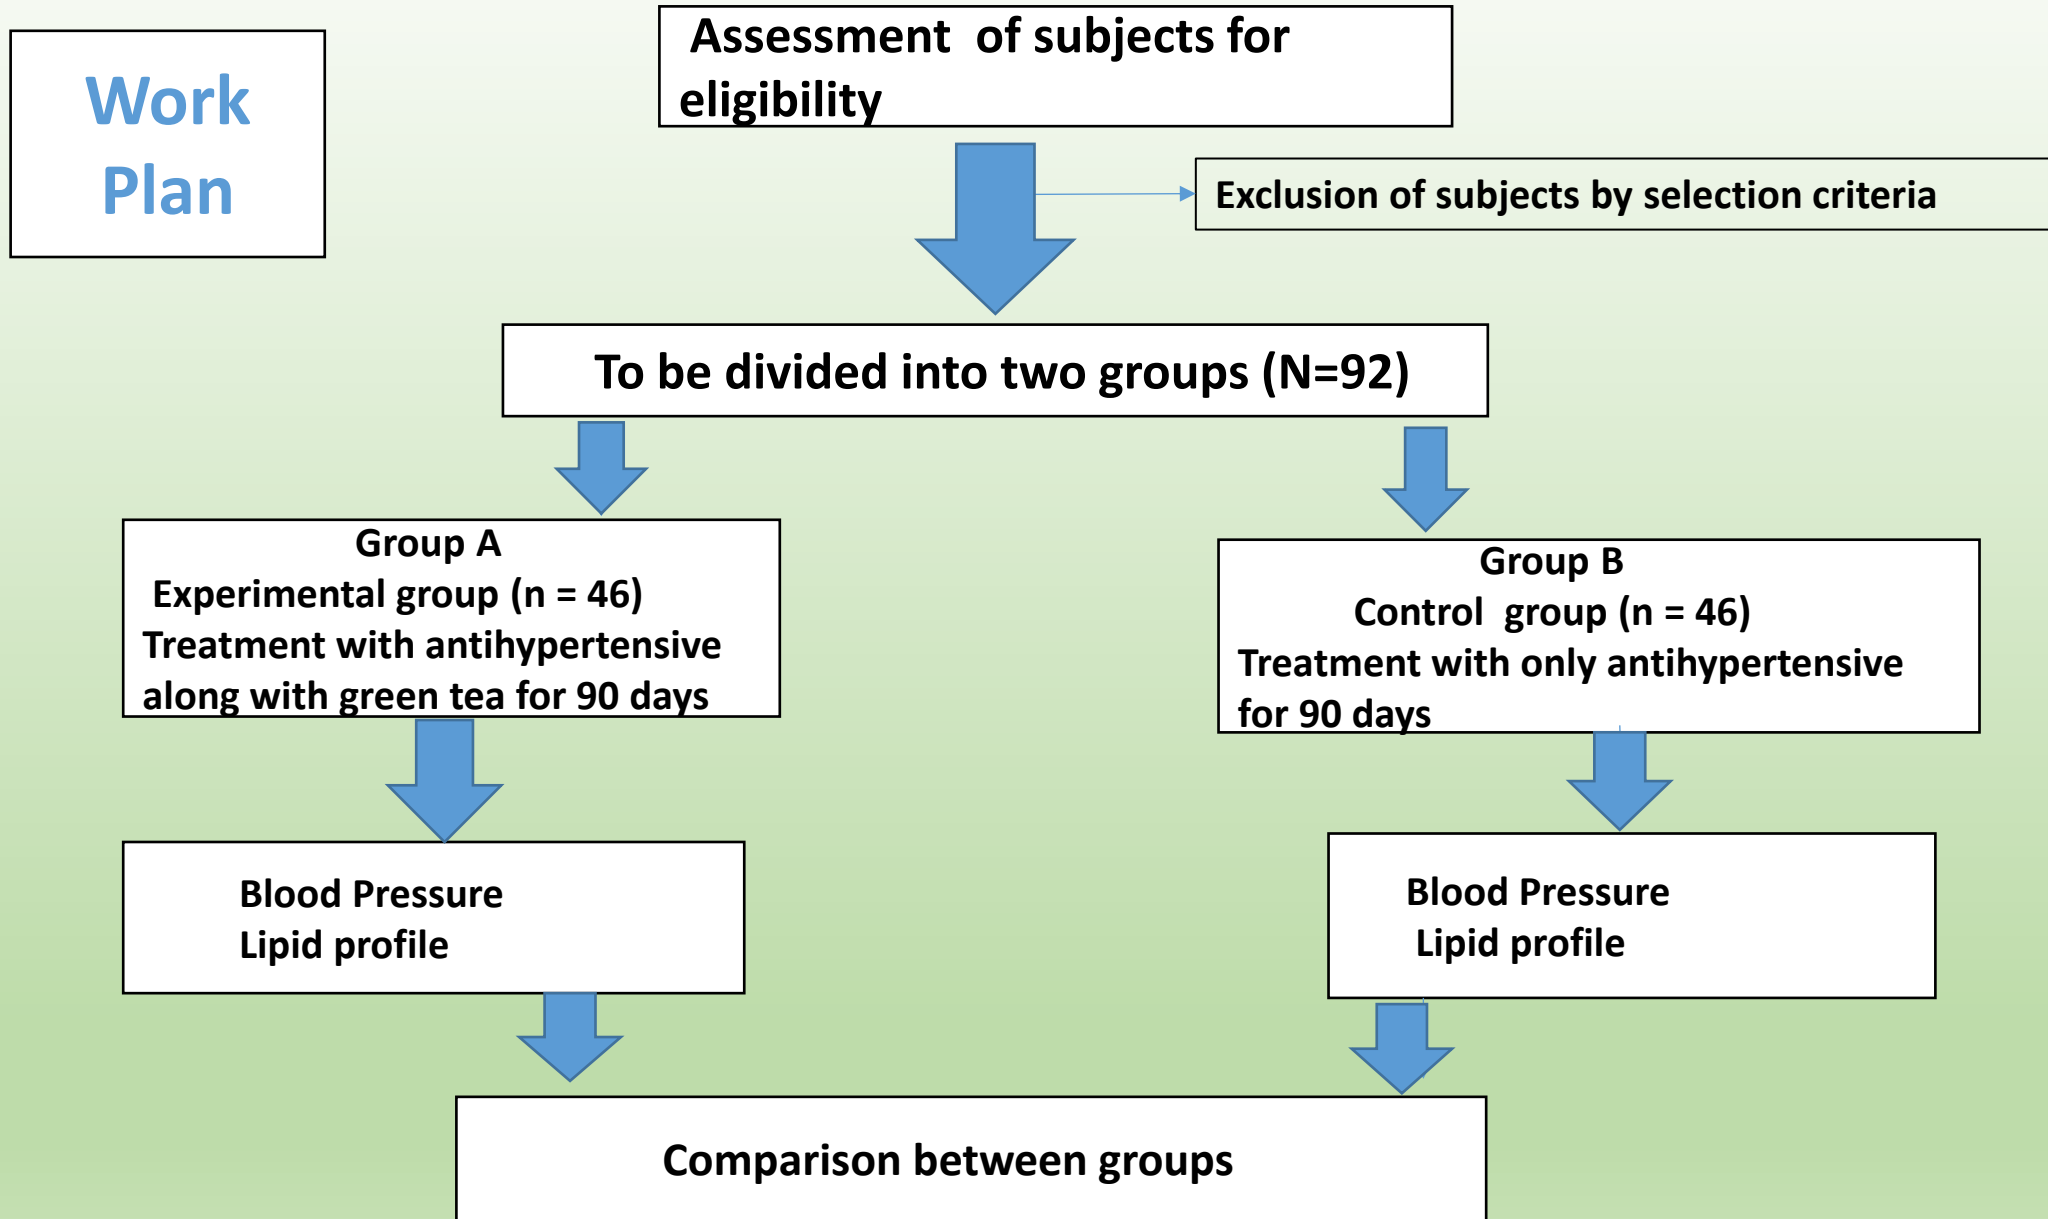 Work
Plan
Assessment of subjects for
eligibility
Exclusion of subjects by selection criteria
To be divided into two groups (N=92)
Group A
Experimental group (n = 46)
Treatment with antihypertensive
along with green tea for 90 days
Group B
Control group (n = 46)
Treatment with only antihypertensive
for 90 days
Blood Pressure
Lipid profile
Blood Pressure
Lipid profile
Comparison between groups